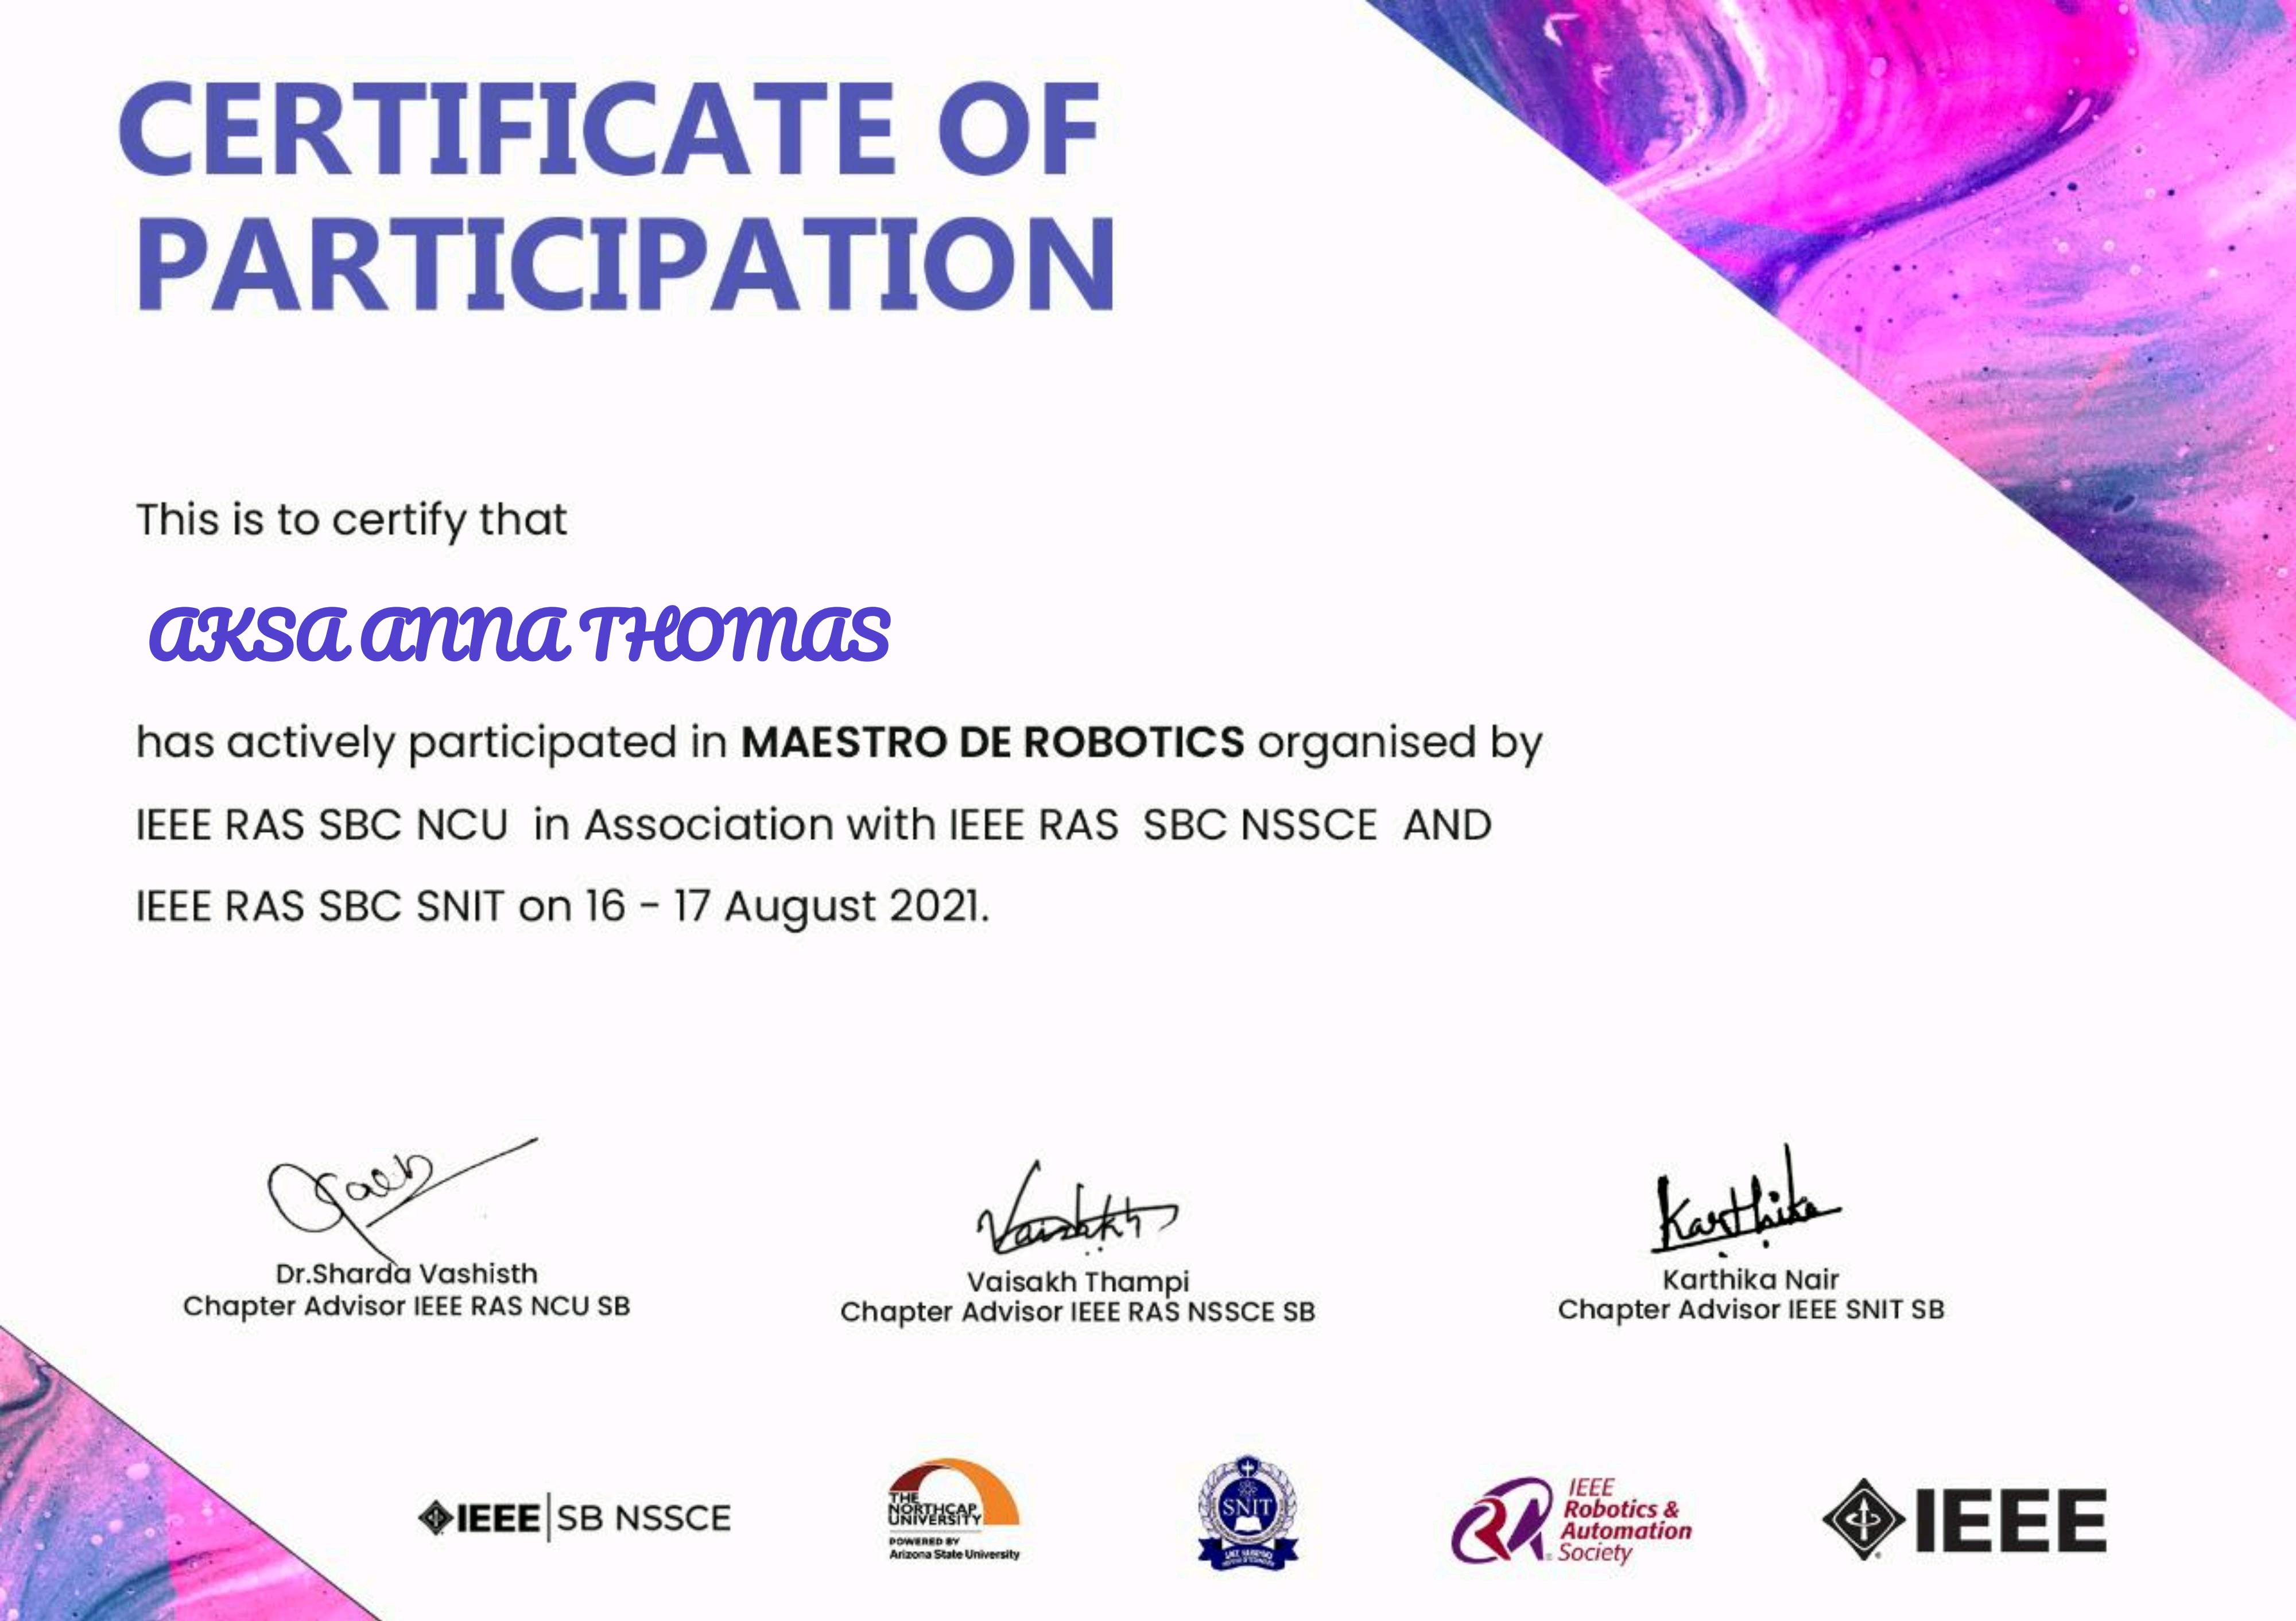 CERTIFICATE OF
PARTICIPATION
This is to certify that
AKSA ANNA THOMAS
has actively participated in MAESTRO DE ROBOTICS organised by
IEEE RAS SBC NCU in Association with IEEE RAS SBC NSSCE AND
IEEE RAS SBC SNIT on 16 - 17 August 2021.
Vaisakh
Karthika
Dr.Sharda Vashisth
Chapter Advisor IEEE RAS NCU SB
Vaisakh Thampi
Chapter Advisor IEEE RAS NSSCE SB
Karthika Nair
Chapter Advisor IEEE SNIT SB
IEEE SB NSSCE
THE
NORTHCAP
UNIVERSITY
POWERED BY
Arizona State University
SNIT
IEEE
Robotics &
Automation
Society
IEEE